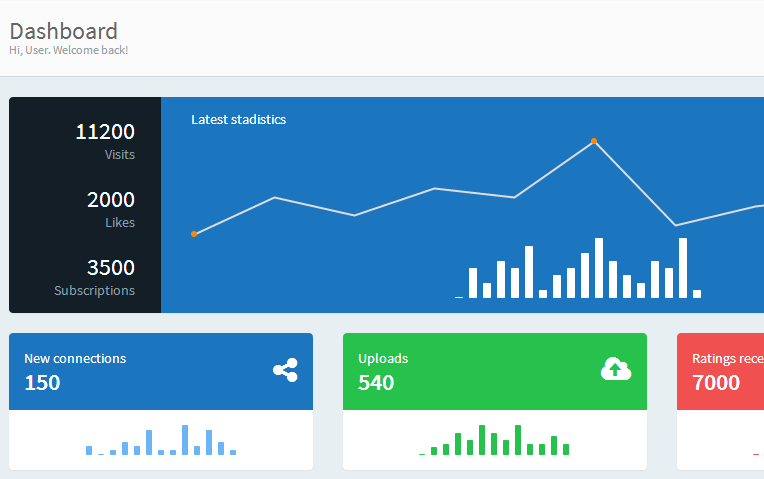 Dashboard
Hi, User. Welcome back!
11200
Visits
2000
Likes
3500
Subscriptions
Latest stadistics
New connections
150
Uploads
540
Ratings rece
7000